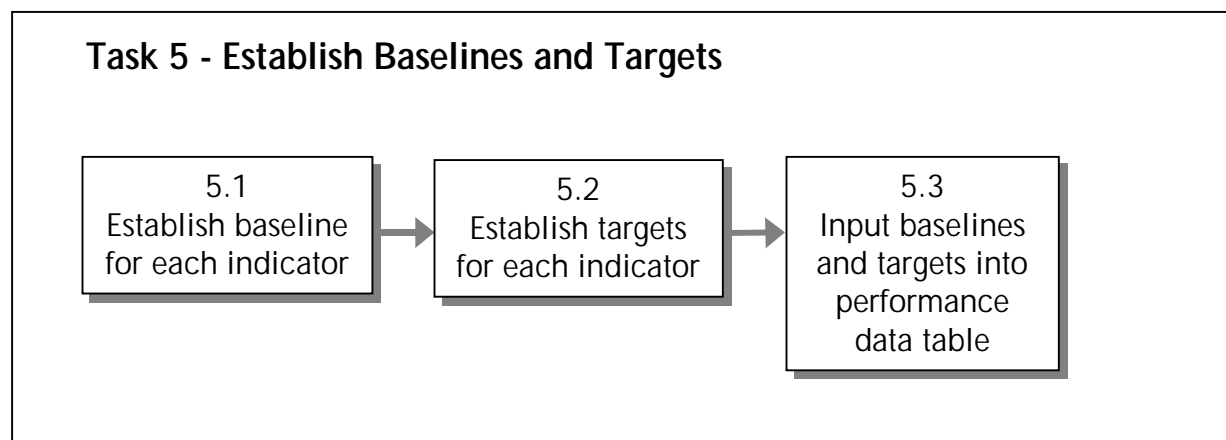 Task 5 - Establish Baselines and Targets
5.1
Establish baseline
for each indicator
5.2
Establish targets
for each indicator
5.3
Input baselines
and targets into
performance
data table